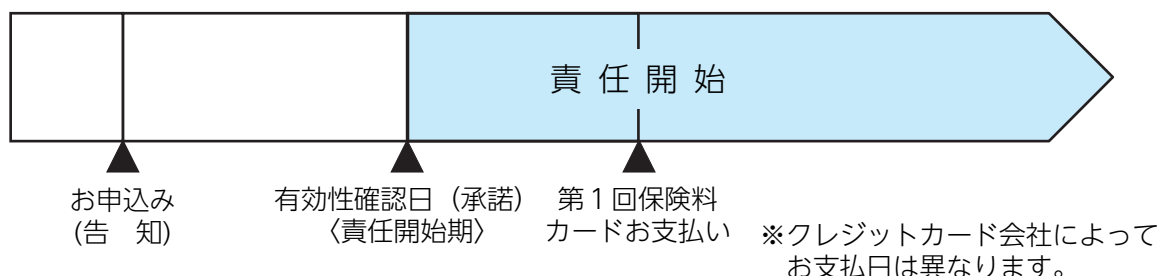 責任開始
お申込み
(告　知)
有効性確認日（承諾）
〈責任開始期〉
第１回保険料
カードお支払い
※クレジットカード会社によって
お支払日は異なります。